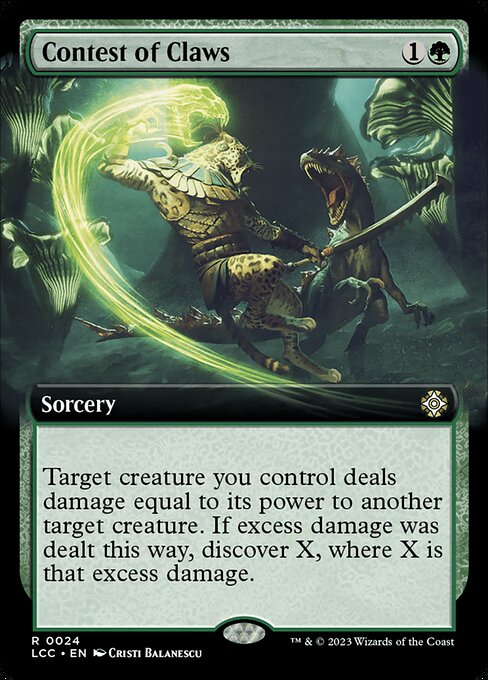 Contest of Claws 1
Sorcery
Target creature you control deals
damage equal to its power to another
target creature. If excess damage was
dealt this way, discover X, where X is
that excess damage.
R 0024
LCC • EN Cristi Balanescu
™ & © 2023 Wizards of the Coast